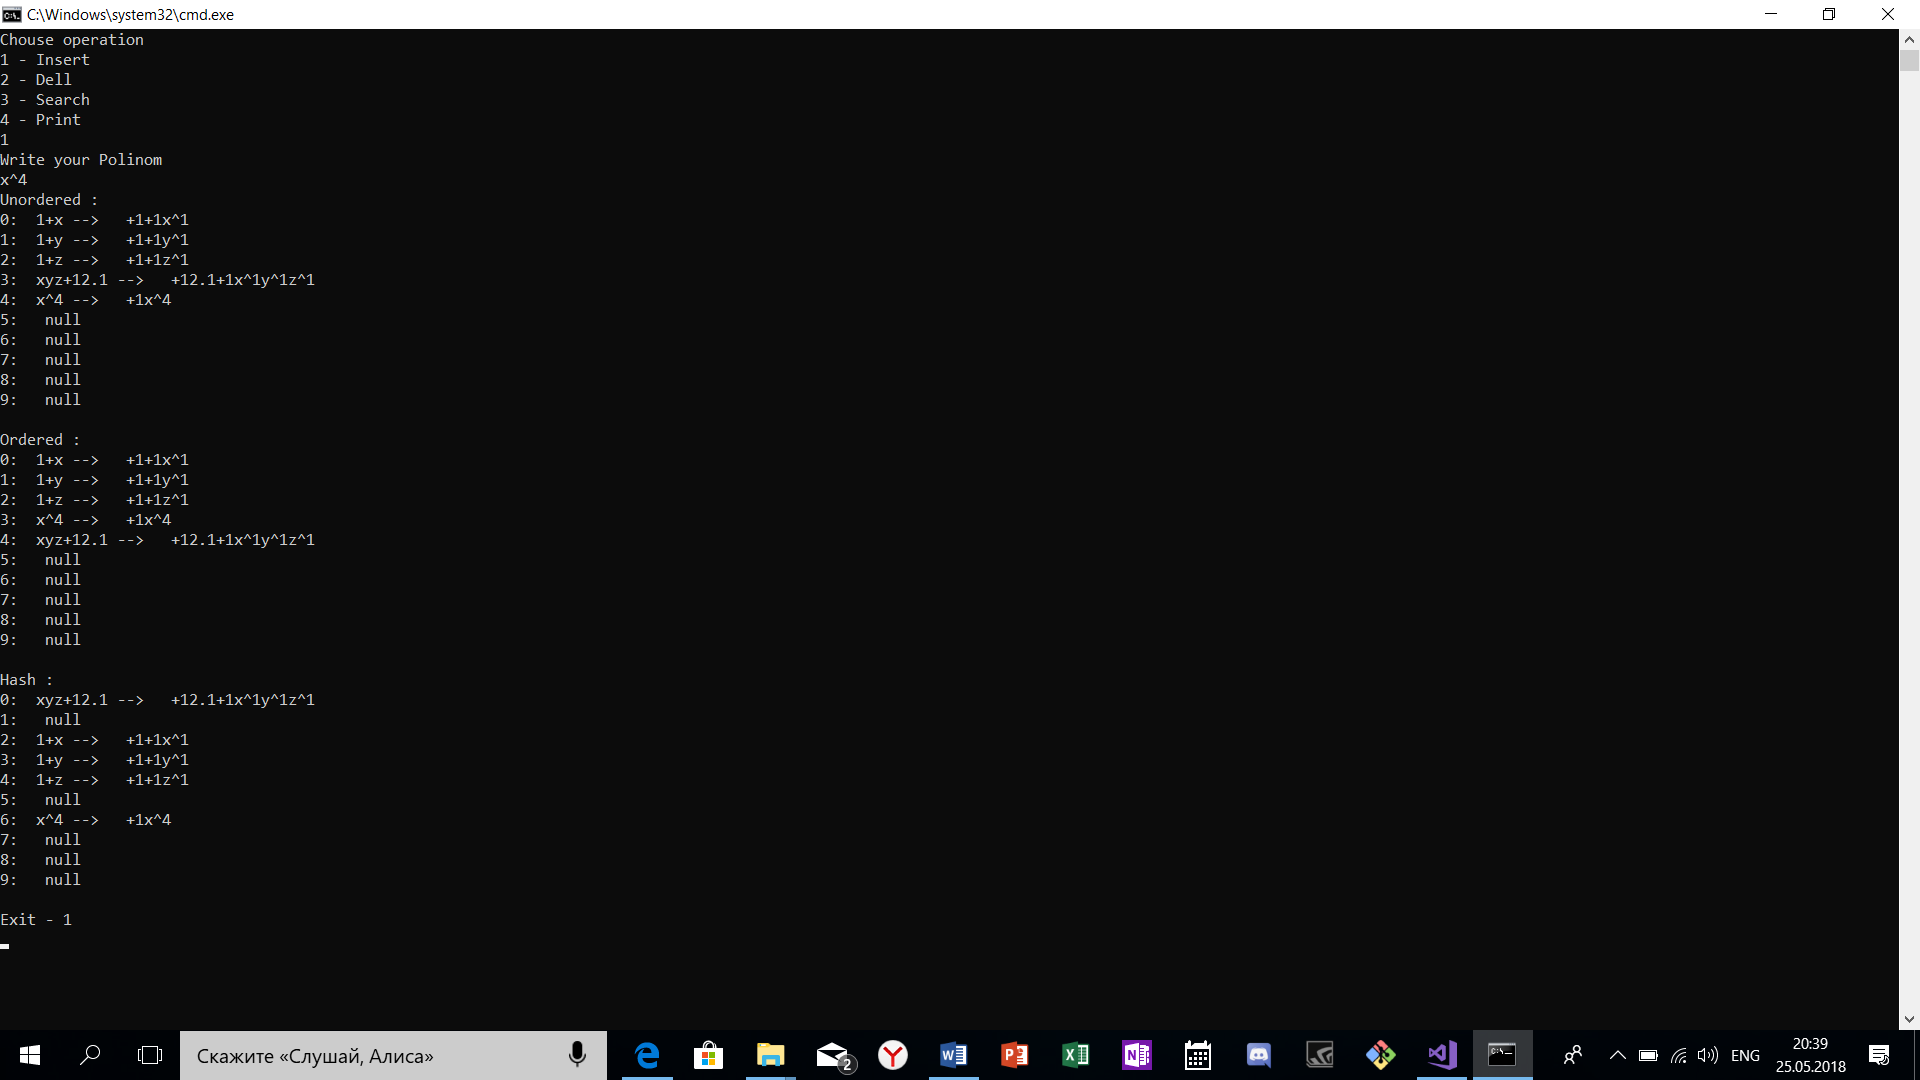 C:\Windows\system32\cmd.exe
Choose operation
1 - Insert
2 - Dell
3 - Search
4 - Print
1
Write your Polinom
x^4
Unordered :
0:  1+x -->   +1+1x^1
1:  1+y -->   +1+1y^1
2:  1+z -->   +1+1z^1
3:  xyz+12.1 -->   +12.1+1x^1y^1z^1
4:  x^4 -->   +1x^4
5:   null
6:   null
7:   null
8:   null
9:   null

Ordered :
0:  1+x -->   +1+1x^1
1:  1+y -->   +1+1y^1
2:  1+z -->   +1+1z^1
3:  x^4 -->   +1x^4
4:  xyz+12.1 -->   +12.1+1x^1y^1z^1
5:   null
6:   null
7:   null
8:   null
9:   null

Hash :
0:  xyz+12.1 -->   +12.1+1x^1y^1z^1
1:   null
2:  1+x -->   +1+1x^1
3:  1+y -->   +1+1y^1
4:  1+z -->   +1+1z^1
5:   null
6:  x^4 -->   +1x^4
7:   null
8:   null
9:   null

Exit - 1
Скажите «Слушай, Алиса»
2
ENG
20:39
25.05.2018